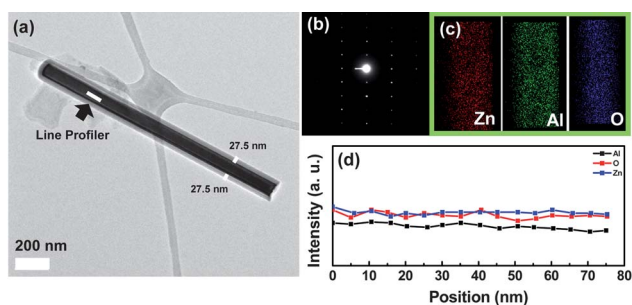 (a)
Line Profiler
27.5 nm
27.5 nm
200 nm
(b)
(c)
Zn
Al
O
(d)
Al
O
Zn
Intensity (a. u.)
0 10 20 30 40 50 60 70 80
Position (nm)